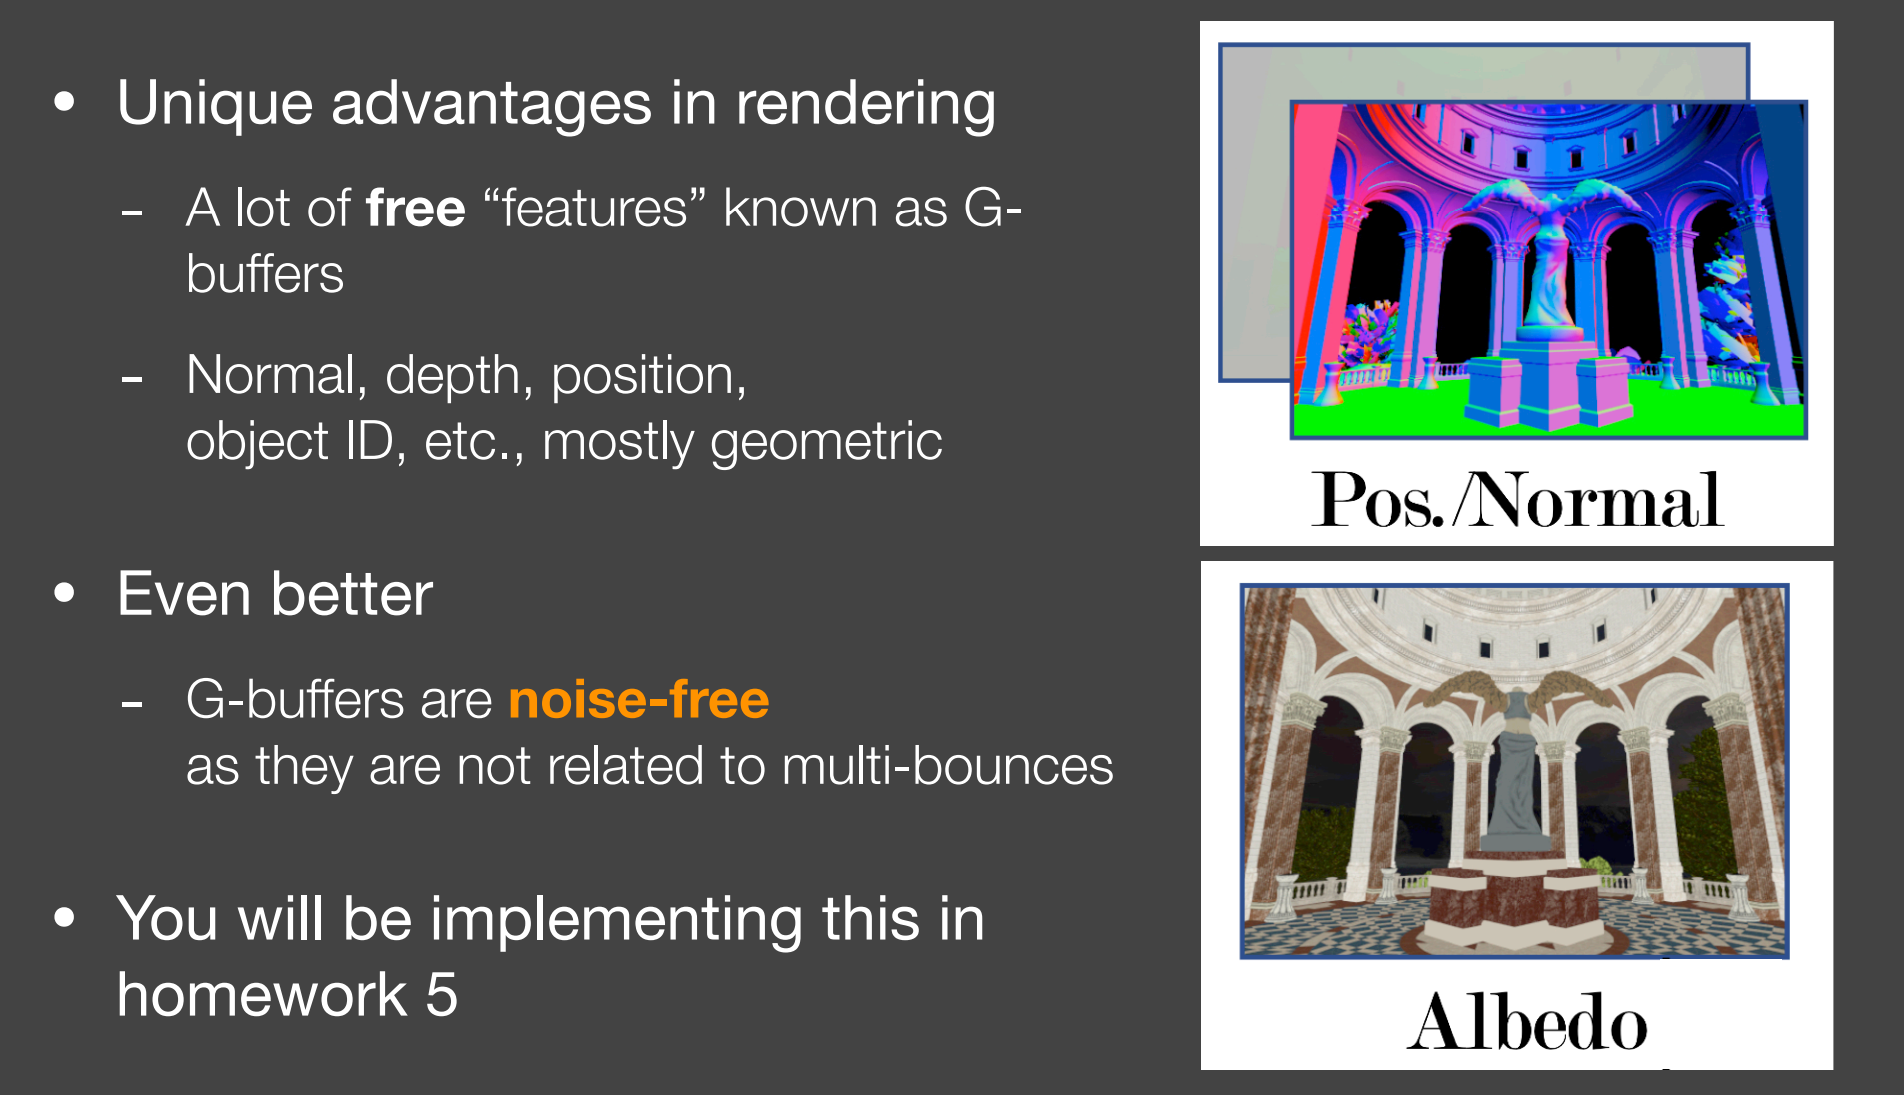 • Unique advantages in rendering
- A lot of free “features” known as G-
buffers
- Normal, depth, position,
object ID, etc., mostly geometric
• Even better
- G-buffers are noise-free
as they are not related to multi-bounces
• You will be implementing this in
homework 5
Pos./Normal
Albedo